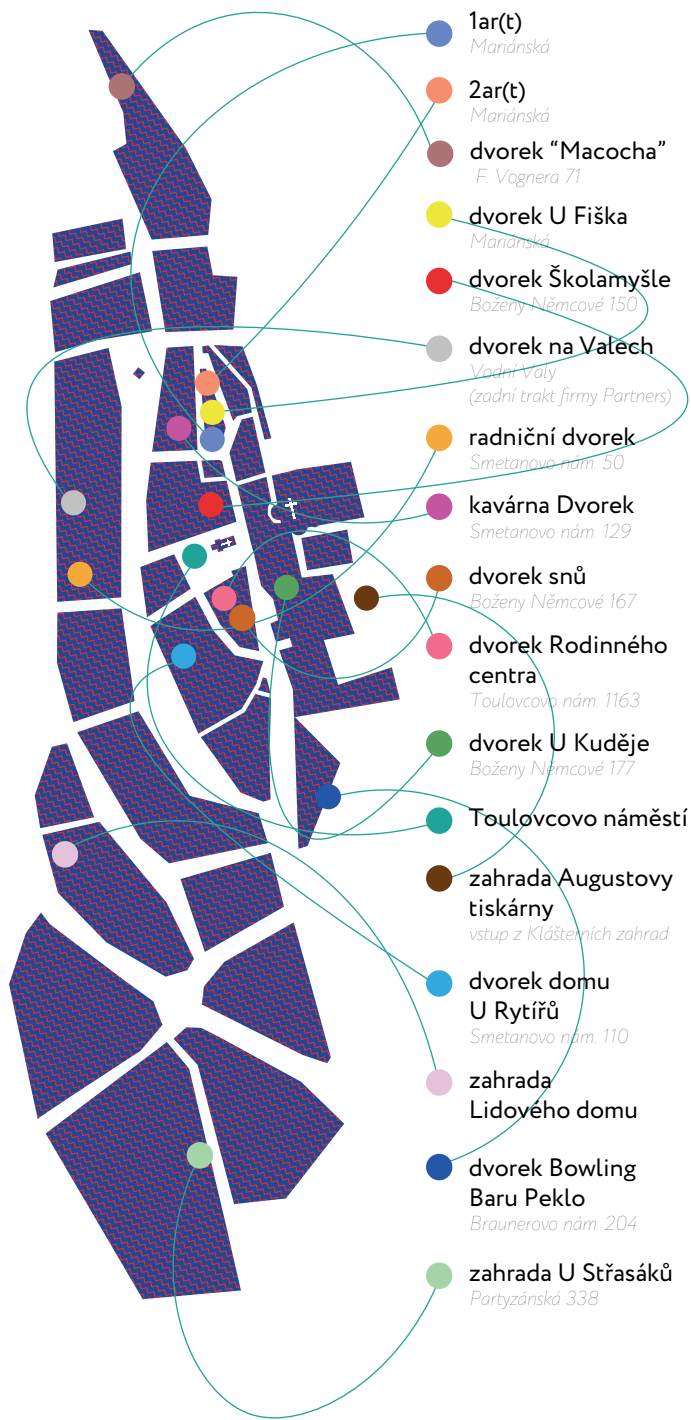 1ar(t)
Mariánská
2ar(t)
Mariánská
dvorek “Macocha”
F. Vognera 71
dvorek U Fiška
Mariánská
dvorek Školamyšle
Boženy Němcové 150
dvorek na Valech
Vodní Valy
(zadní trakt firmy Partners)
radniční dvorek
Smetanovo nám. 50
kavárna Dvorek
Smetanovo nám. 129
dvorek snů
Boženy Němcové 167
dvorek Rodinného
centra
Toulovcovo nám. 1163
dvorek U Kuděje
Boženy Němcové 177
Toulovcovo náměstí
zahrada Augustovy
tiskárny
vstup z Klášterních zahrad
dvorek domu
U Rytířů
Smetanovo nám. 110
zahrada
Lidového domu
dvorek Bowling
Baru Peklo
Braunerovo nám. 204
zahrada U Střasáků
Partyzánská 338